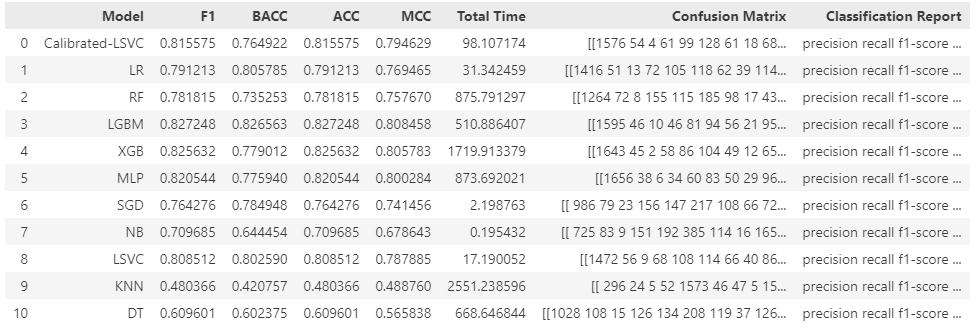 Model F1 BACC ACC MCC Total Time Confusion Matrix Classification Report
0 Calibrated-LSVC 0.815575 0.764922 0.815575 0.794629 98.107174 [[1576 54 4 61 99 128 61 18 68... precision recall f1-score ...
1 LR 0.791213 0.805785 0.791213 0.769465 31.342459 [[1416 51 13 72 105 118 62 39 114... precision recall f1-score ...
2 RF 0.781815 0.735253 0.781815 0.757670 875.791297 [[1264 72 8 155 115 185 98 17 43... precision recall f1-score ...
3 LGBM 0.827248 0.826563 0.827248 0.808458 510.886407 [[1595 46 10 46 81 94 56 21 95... precision recall f1-score ...
4 XGB 0.825632 0.779012 0.825632 0.805783 1719.913379 [[1643 45 2 58 86 104 49 12 65... precision recall f1-score ...
5 MLP 0.820544 0.775940 0.820544 0.800284 873.692021 [[1656 38 6 34 60 83 50 29 96... precision recall f1-score ...
6 SGD 0.764276 0.784948 0.764276 0.741456 2.198763 [[ 986 79 23 156 147 217 108 66 72... precision recall f1-score ...
7 NB 0.709685 0.644454 0.709685 0.678643 0.195432 [[ 725 83 9 151 192 385 114 16 165... precision recall f1-score ...
8 LSVC 0.808512 0.802590 0.808512 0.787885 17.190052 [[1472 56 9 68 108 114 66 40 86... precision recall f1-score ...
9 KNN 0.480366 0.420757 0.480366 0.488760 2551.238596 [[ 296 24 5 52 1573 46 47 5 15... precision recall f1-score ...
10 DT 0.609601 0.602375 0.609601 0.565838 668.646844 [[1028 108 15 126 134 208 119 37 126... precision recall f1-score ...